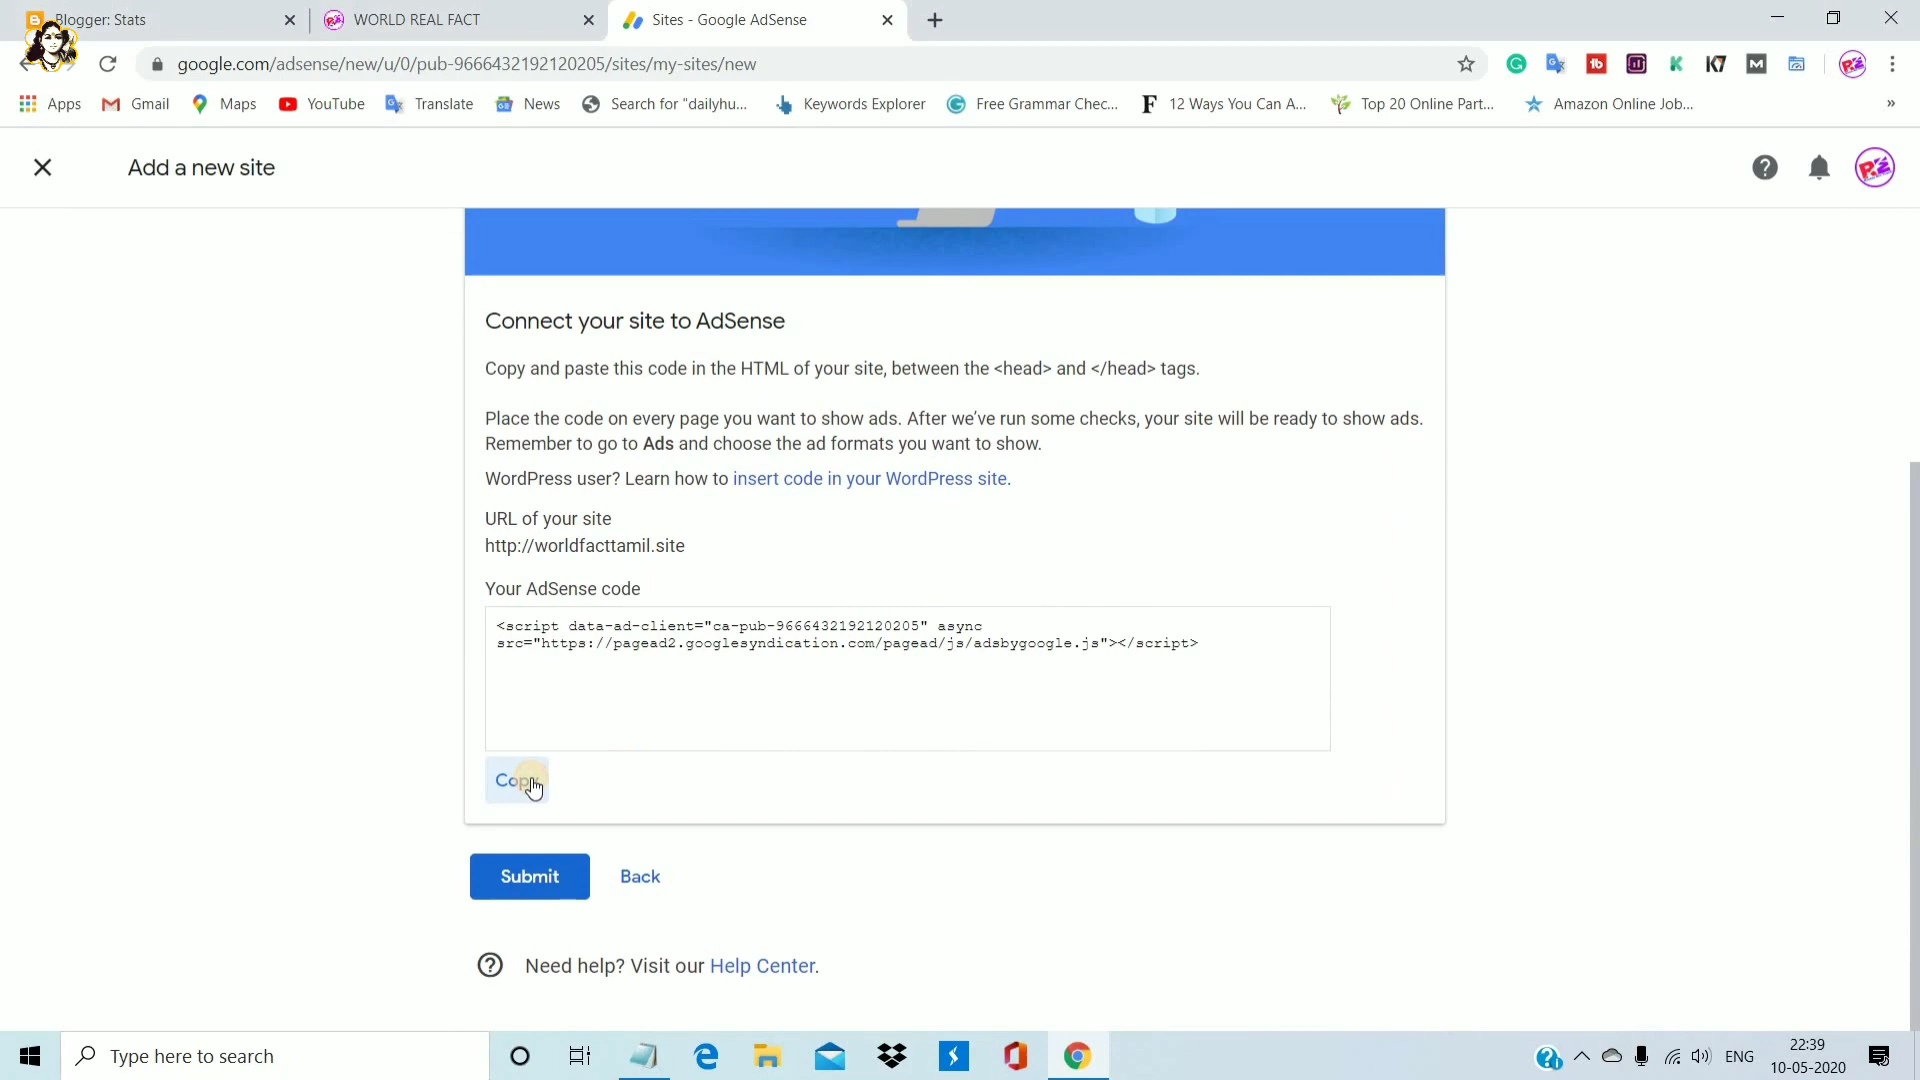 Blogger: Stats
WORLD REAL FACT
Sites - Google AdSense
google.com/adsense/new/u/0/pub-9666432192120205/sites/my-sites/new
Apps
Gmail
Maps
YouTube
Translate
News
Search for "dailyhu...
Keywords Explorer
Free Grammar Chec...
12 Ways You Can A...
Top 20 Online Part...
Amazon Online Job...
»
Add a new site
Connect your site to AdSense
Copy and paste this code in the HTML of your site, between the <head> and </head> tags.
Place the code on every page you want to show ads. After we've run some checks, your site will be ready to show ads.
Remember to go to Ads and choose the ad formats you want to show.
WordPress user? Learn how to insert code in your WordPress site.
URL of your site
http://worldfacttamil.site
Your AdSense code
<script data-ad-client="ca-pub-9666432192120205" async
src="https://pagead2.googlesyndication.com/pagead/js/adsbygoogle.js"></script>
Copy
Submit
Back
Need help? Visit our Help Center.
Type here to search
ENG
22:39
10-05-2020